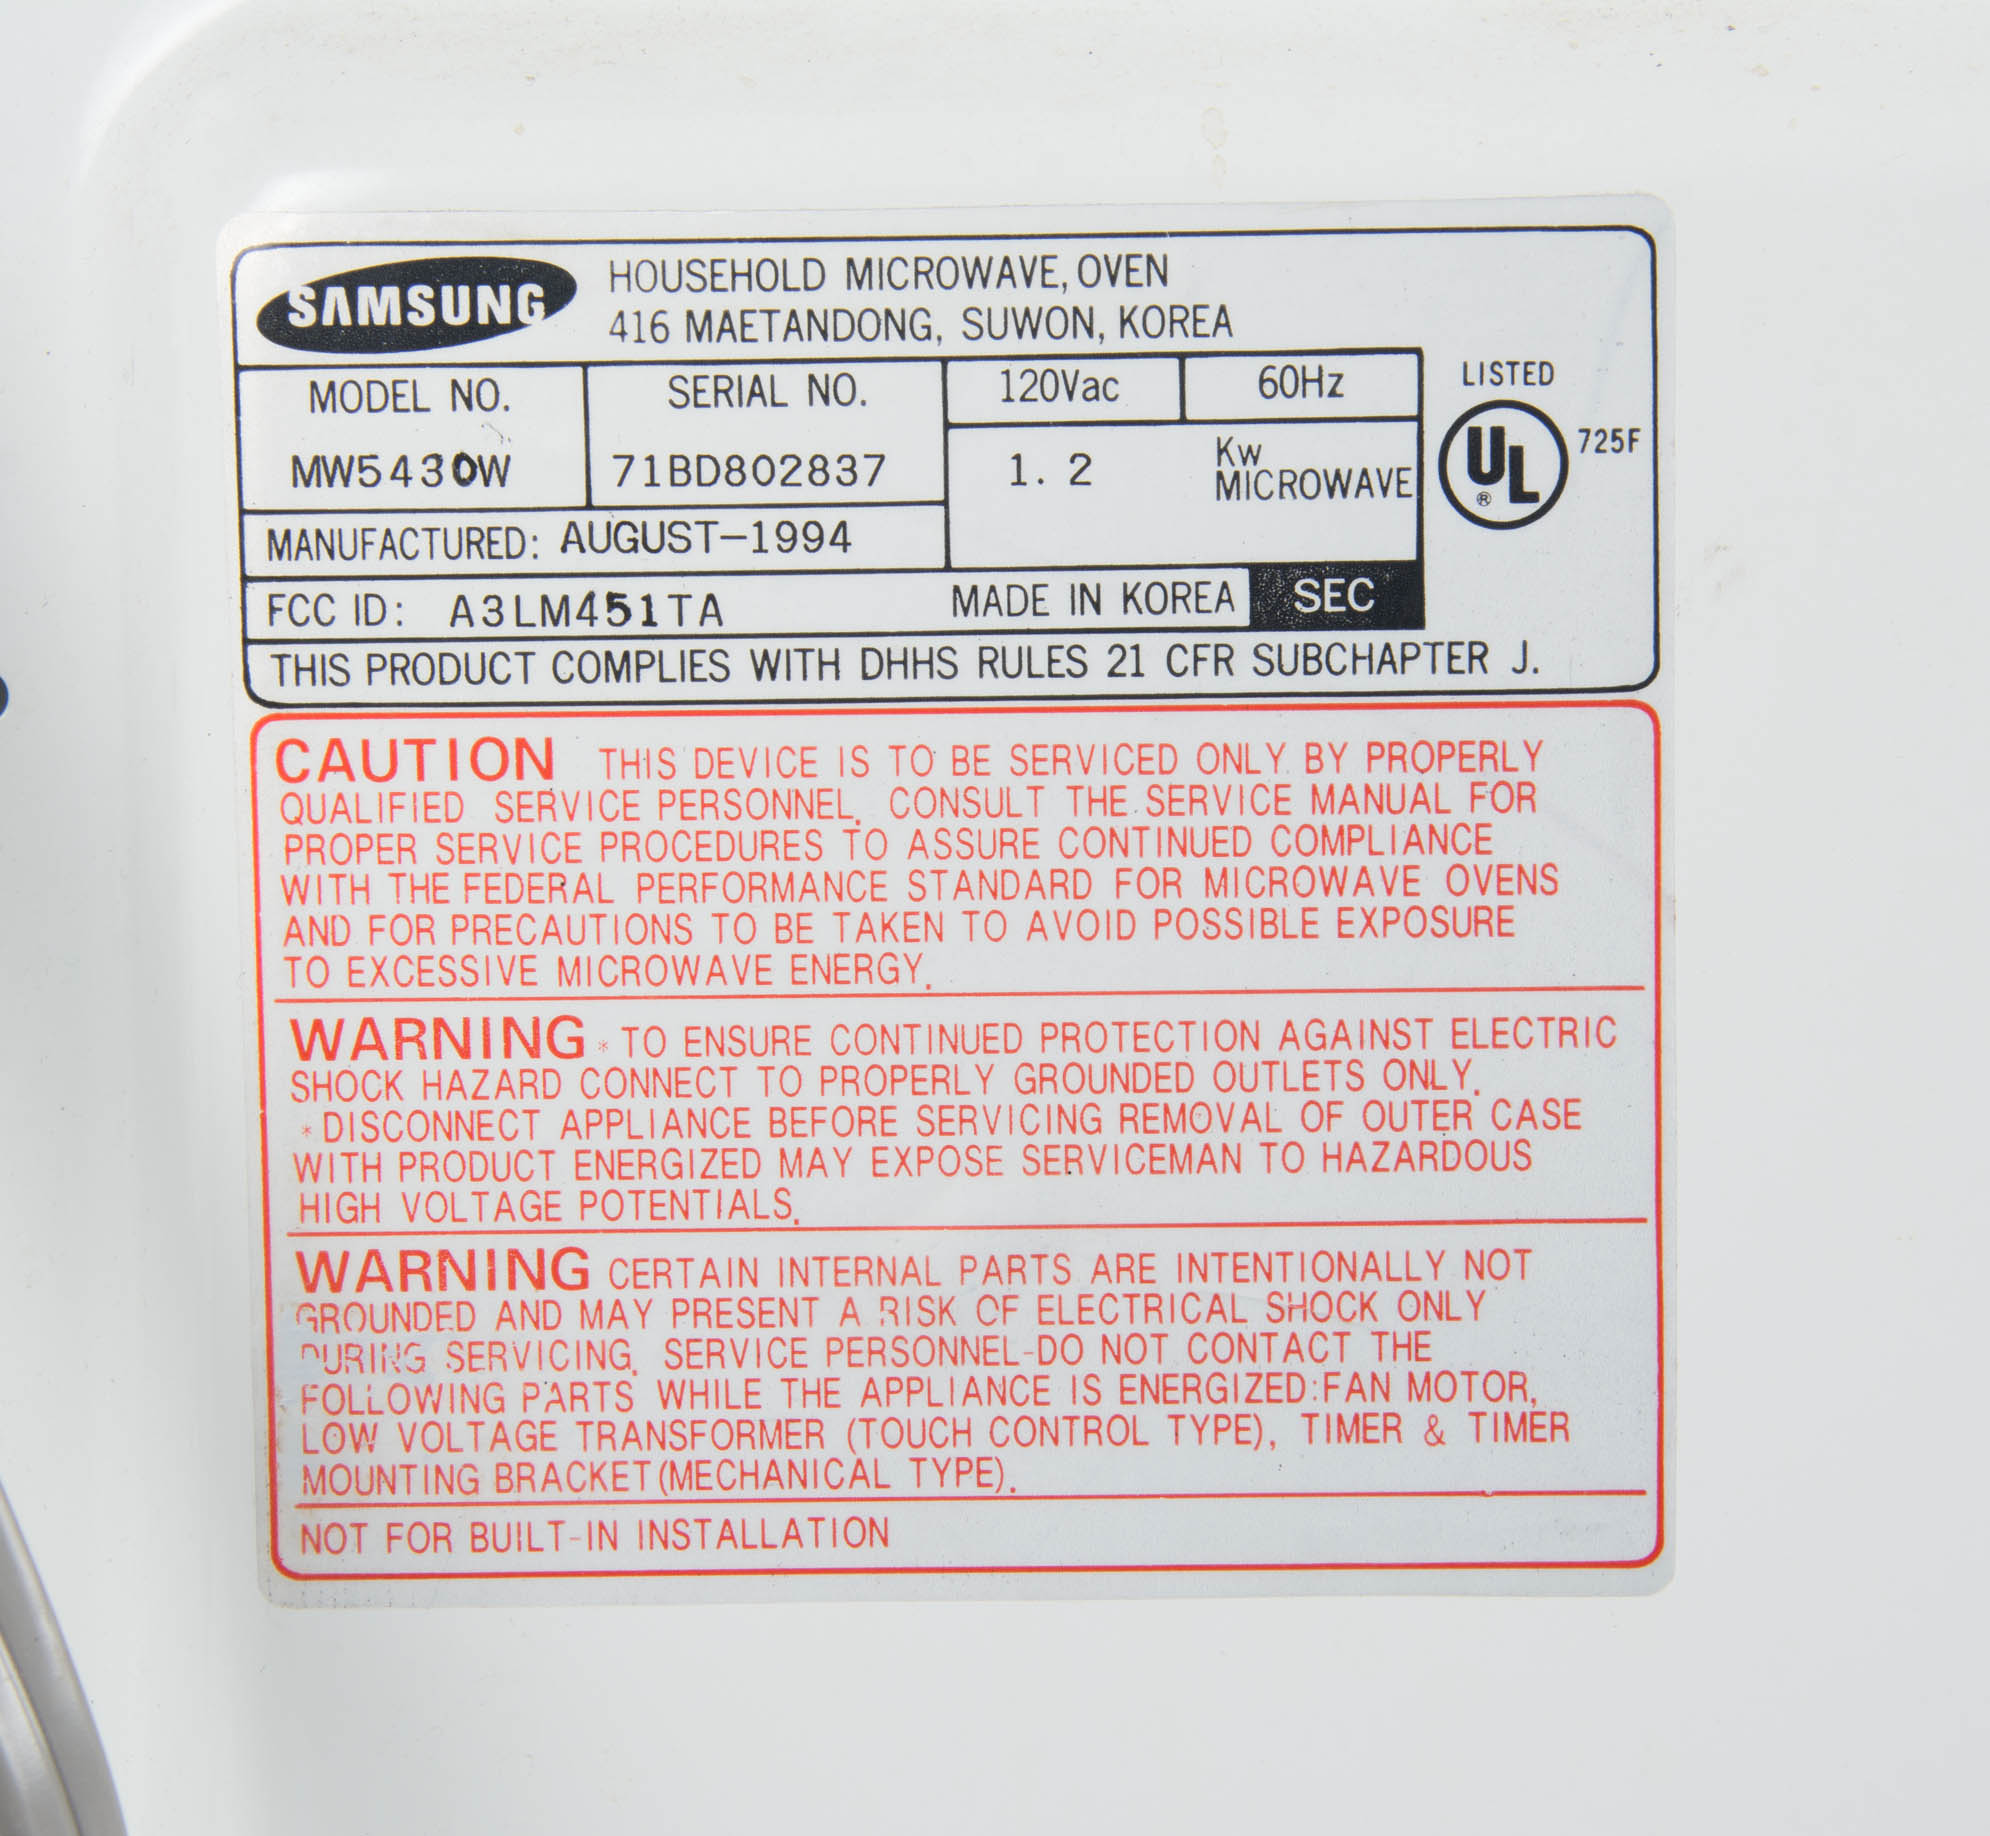 SAMSUNG
HOUSEHOLD MICROWAVE, OVEN
416 MAETANDONG, SUWON, KOREA
MODEL NO.
MW5430W
SERIAL NO.
71BD802837
120Vac
60Hz
1. 2
Kw
MICROWAVE
LISTED
UL
®
725F
MANUFACTURED: AUGUST-1994
FCC ID: A3LM451TA
MADE IN KOREA
SEC
THIS PRODUCT COMPLIES WITH DHHS RULES 21 CFR SUBCHAPTER J.
CAUTION THIS DEVICE IS TO BE SERVICED ONLY BY PROPERLY
QUALIFIED SERVICE PERSONNEL. CONSULT THE SERVICE MANUAL FOR
PROPER SERVICE PROCEDURES TO ASSURE CONTINUED COMPLIANCE
WITH THE FEDERAL PERFORMANCE STANDARD FOR MICROWAVE OVENS
AND FOR PRECAUTIONS TO BE TAKEN TO AVOID POSSIBLE EXPOSURE
TO EXCESSIVE MICROWAVE ENERGY.
WARNING * TO ENSURE CONTINUED PROTECTION AGAINST ELECTRIC
SHOCK HAZARD CONNECT TO PROPERLY GROUNDED OUTLETS ONLY.
* DISCONNECT APPLIANCE BEFORE SERVICING REMOVAL OF OUTER CASE
WITH PRODUCT ENERGIZED MAY EXPOSE SERVICEMAN TO HAZARDOUS
HIGH VOLTAGE POTENTIALS.
WARNING CERTAIN INTERNAL PARTS ARE INTENTIONALLY NOT
GROUNDED AND MAY PRESENT A RISK OF ELECTRICAL SHOCK ONLY
DURING SERVICING. SERVICE PERSONNEL-DO NOT CONTACT THE
FOLLOWING PARTS WHILE THE APPLIANCE IS ENERGIZED:FAN MOTOR,
LOW VOLTAGE TRANSFORMER (TOUCH CONTROL TYPE), TIMER & TIMER
MOUNTING BRACKET(MECHANICAL TYPE).
NOT FOR BUILT-IN INSTALLATION